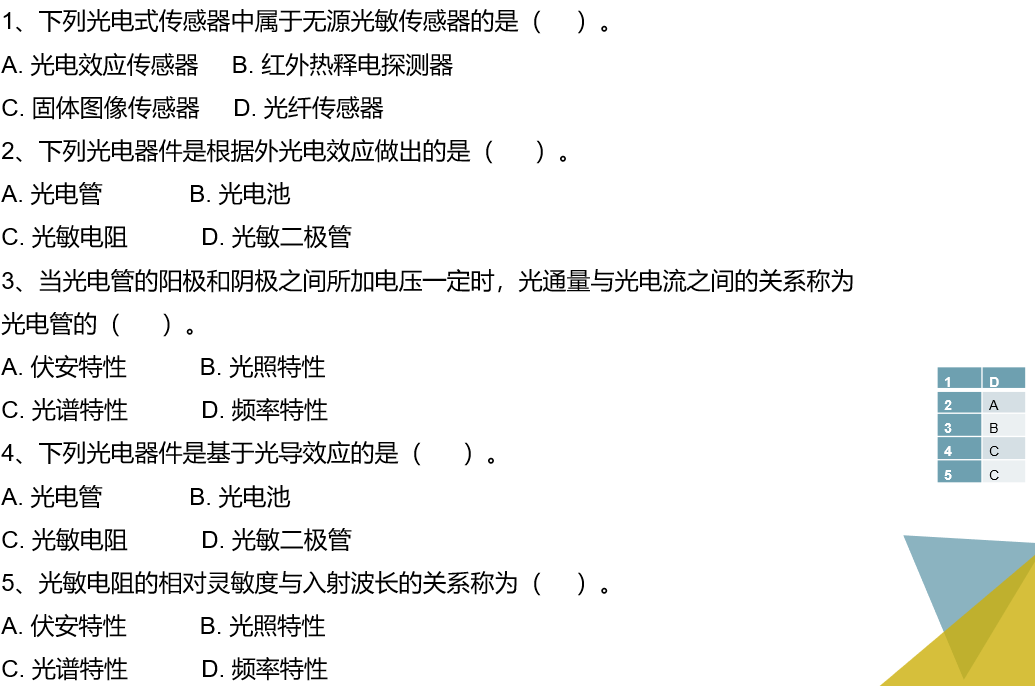 1、下列光电式传感器中属于无源光敏传感器的是（     ）。
A. 光电效应传感器     B. 红外热释电探测器
C. 固体图像传感器     D. 光纤传感器
2、下列光电器件是根据外光电效应做出的是（      ）。
A. 光电管             B. 光电池
C. 光敏电阻           D. 光敏二极管
3、当光电管的阳极和阴极之间所加电压一定时，光通量与光电流之间的关系称为
光电管的（      ）。
A. 伏安特性           B. 光照特性
C. 光谱特性           D. 频率特性
4、下列光电器件是基于光导效应的是（      ）。
A. 光电管             B. 光电池
C. 光敏电阻           D. 光敏二极管
5、光敏电阻的相对灵敏度与入射波长的关系称为（     ）。
A. 伏安特性           B. 光照特性
C. 光谱特性           D. 频率特性
1 D
2 A
3 B
4 C
5 C